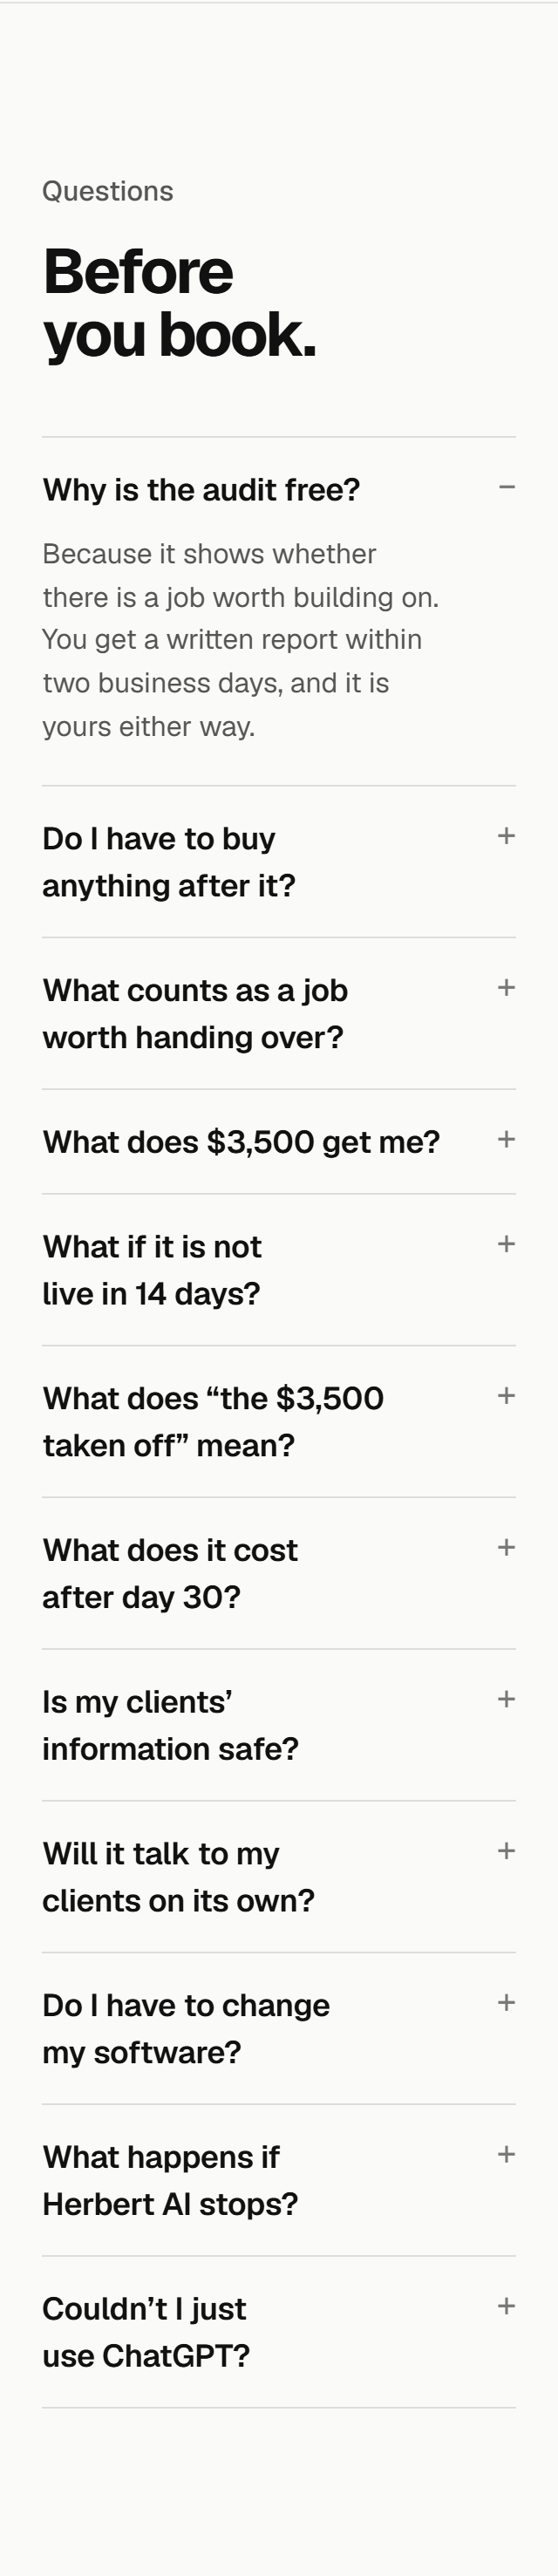 Questions
Before
you book.
Why is the audit free?
−
Because it shows whether
there is a job worth building on.
You get a written report within
two business days, and it is
yours either way.
Do I have to buy
+
anything after it?
What counts as a job
+
worth handing over?
What does $3,500 get me?
+
What if it is not
+
live in 14 days?
What does “the $3,500
+
taken off” mean?
What does it cost
+
after day 30?
Is my clients’
+
information safe?
Will it talk to my
+
clients on its own?
Do I have to change
+
my software?
What happens if
+
Herbert AI stops?
Couldn’t I just
+
use ChatGPT?